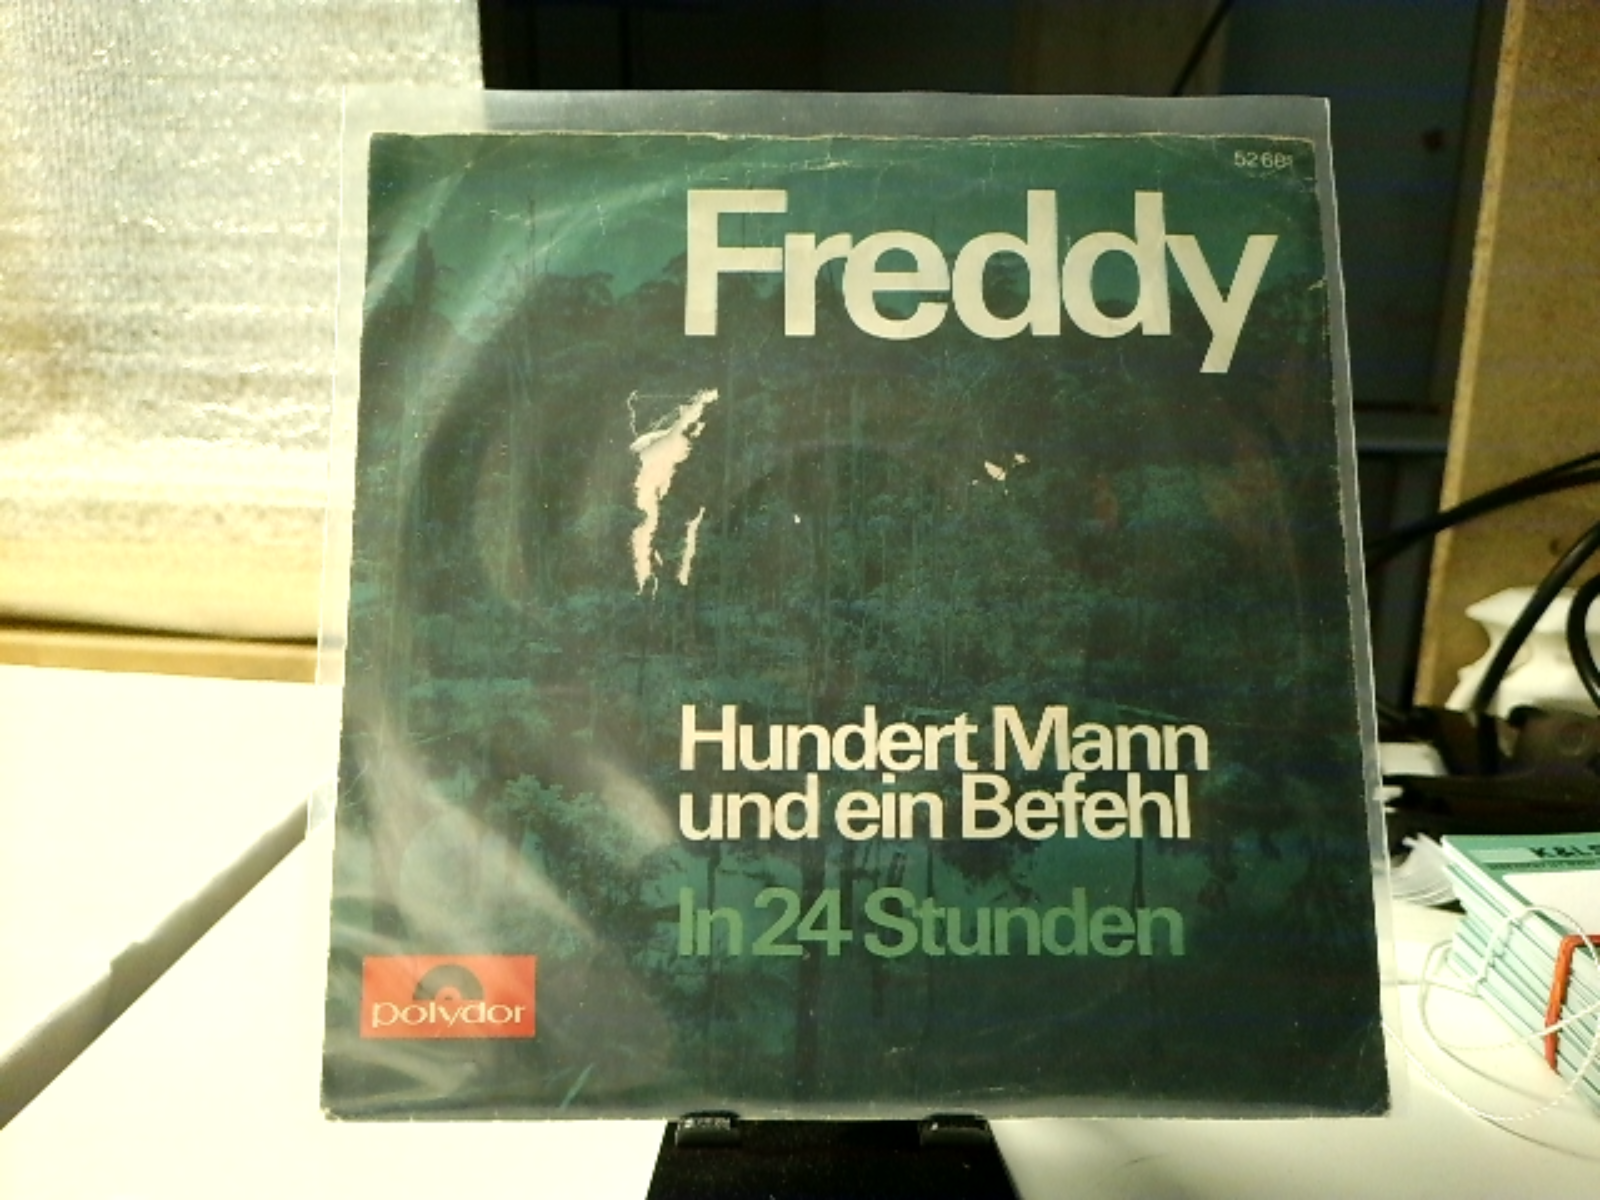 Freddy
Hundert Mann
und ein Befehl
In 24 Stunden
polydor